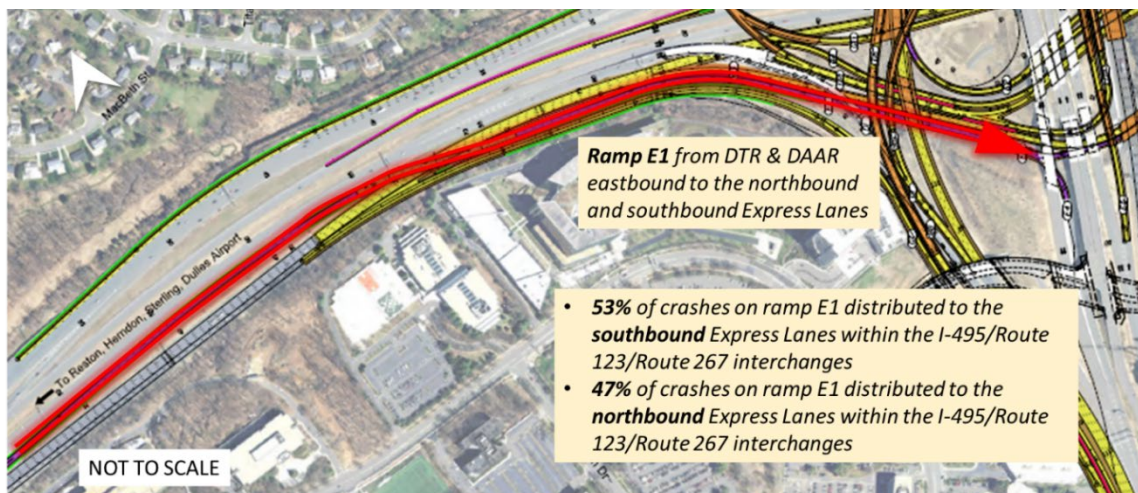 MacBeth St
Ramp E1 from DTR & DAAR
eastbound to the northbound
and southbound Express Lanes
To Reston, Herndon, Sterling, Dulles Airport
• 53% of crashes on ramp E1 distributed to the
southbound Express Lanes within the I-495/Route
123/Route 267 interchanges
• 47% of crashes on ramp E1 distributed to the
northbound Express Lanes within the I-495/Route
123/Route 267 interchanges
NOT TO SCALE
Dr